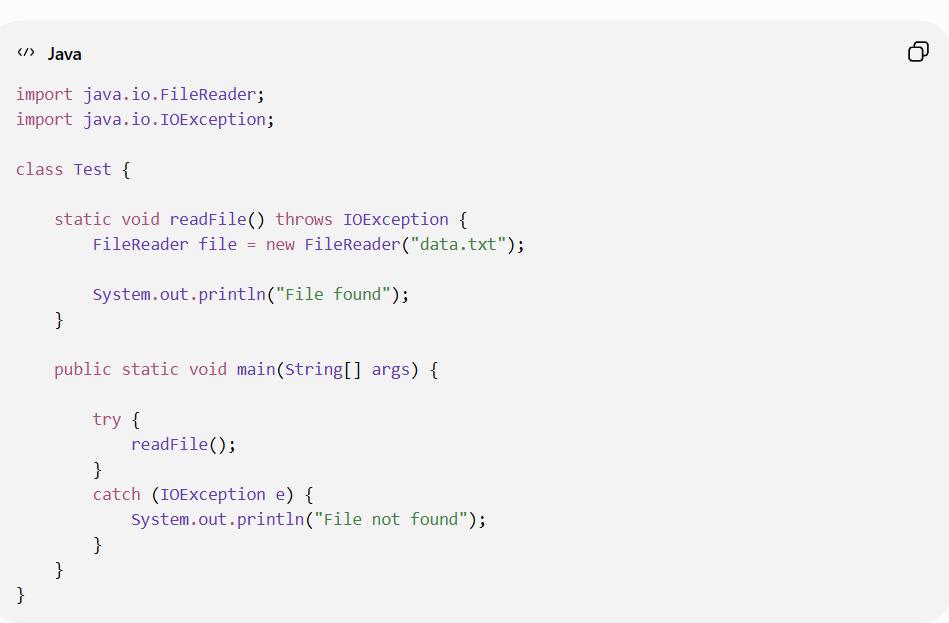 Java
import java.io.FileReader;
import java.io.IOException;

class Test {

    static void readFile() throws IOException {
        FileReader file = new FileReader("data.txt");

        System.out.println("File found");
    }

    public static void main(String[] args) {

        try {
            readFile();
        }
        catch (IOException e) {
            System.out.println("File not found");
        }
    }
}